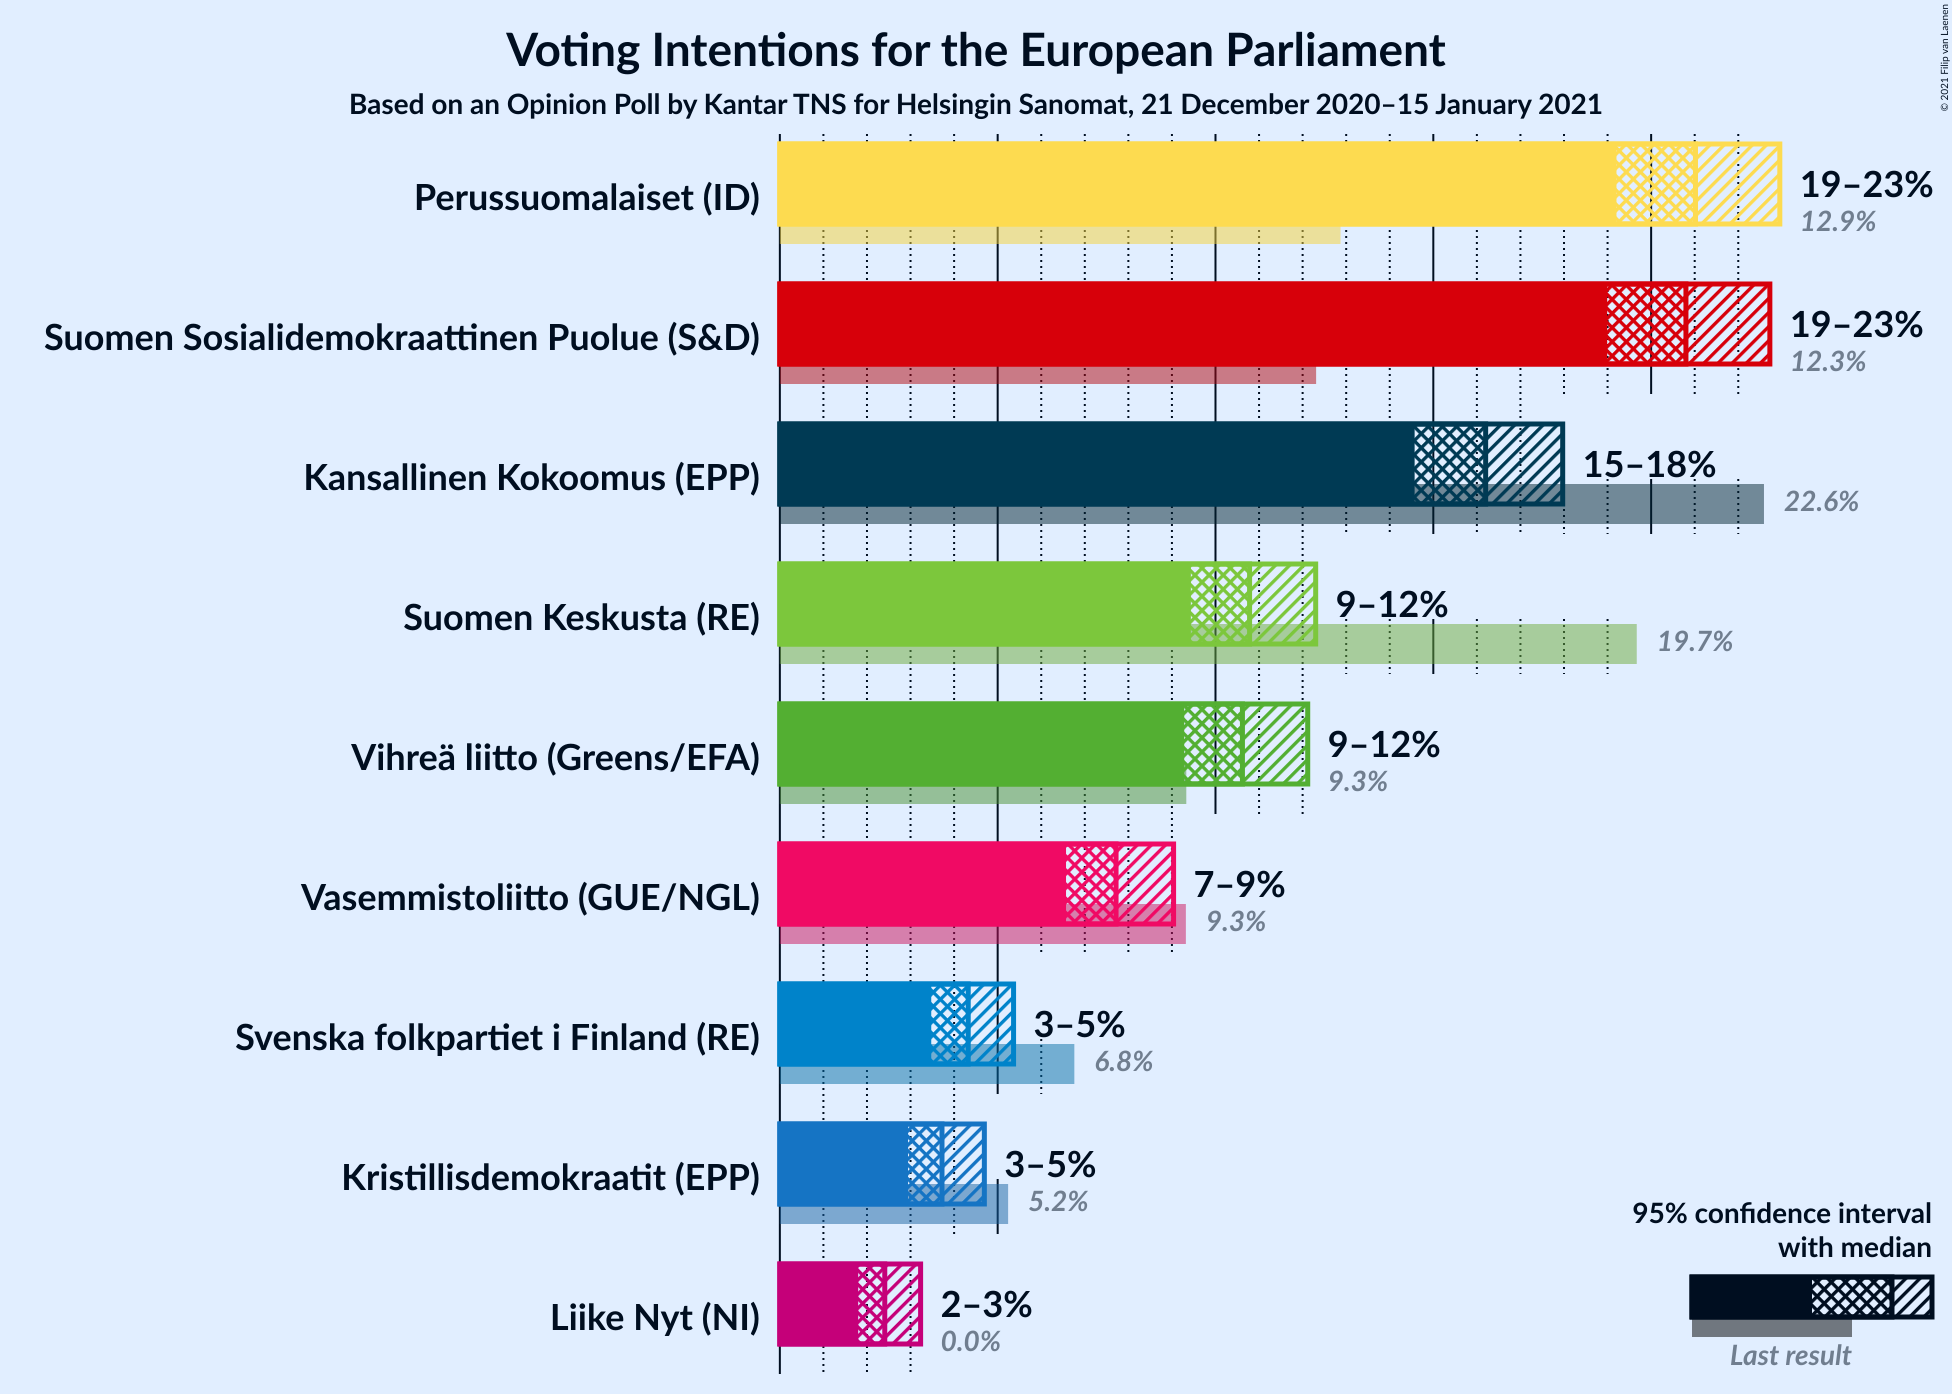 Voting Intentions for the European Parliament
Based on an Opinion Poll by Kantar TNS for Helsingin Sanomat, 21 December 2020–15 January 2021
© 2021 Filip van Laenen
Perussuomalaiset (ID)
19–23%
12.9%
Suomen Sosialidemokraattinen Puolue (S&D)
19–23%
12.3%
Kansallinen Kokoomus (EPP)
15–18%
22.6%
Suomen Keskusta (RE)
9–12%
19.7%
Vihreä liitto (Greens/EFA)
9–12%
9.3%
Vasemmistoliitto (GUE/NGL)
7–9%
9.3%
Svenska folkpartiet i Finland (RE)
3–5%
6.8%
Kristillisdemokraatit (EPP)
3–5%
5.2%
Liike Nyt (NI)
2–3%
0.0%
95% confidence interval
with median
Last result